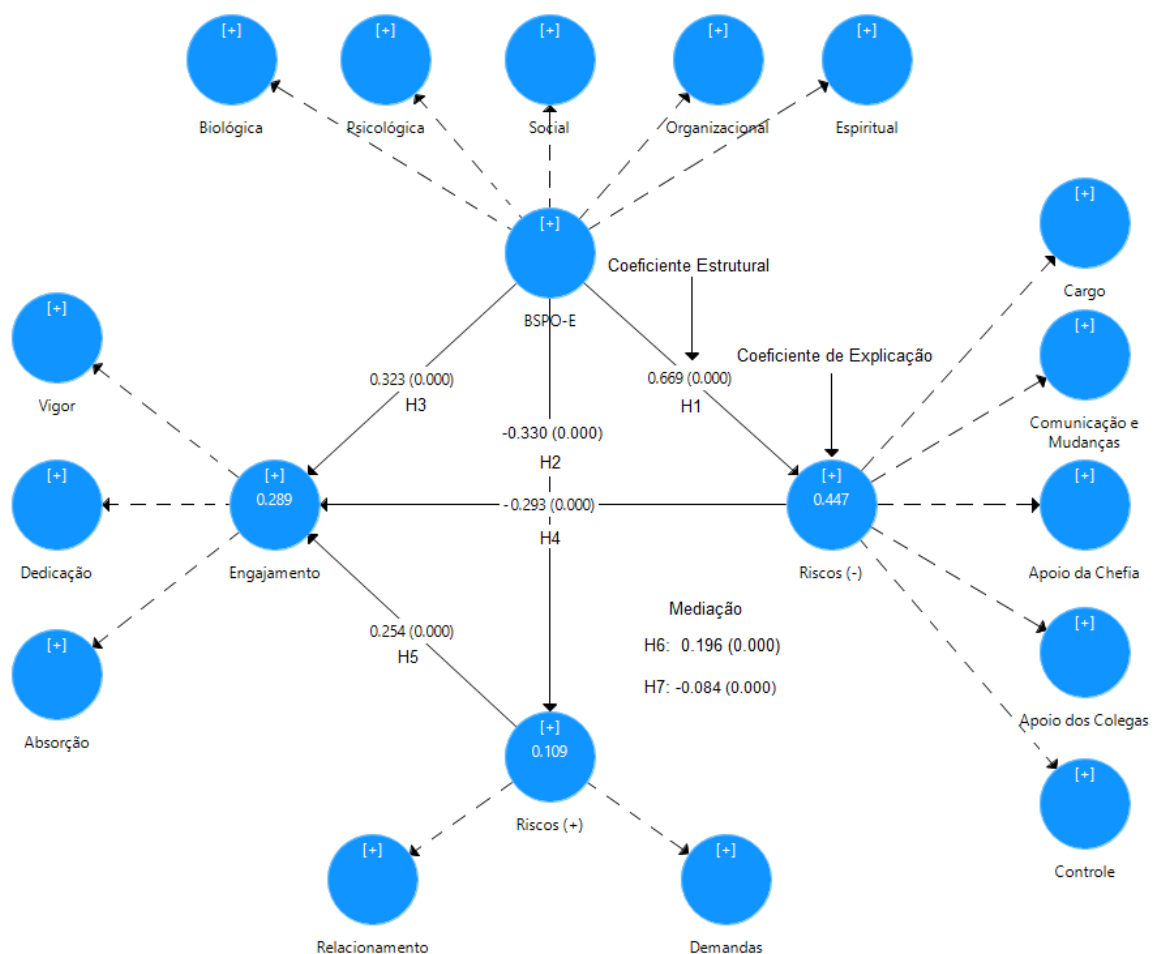 [+]
[+]
[+]
[+]
[+]
Biológica
Psicológica
Social
Organizacional
Espiritual
[+]
BSPO-E
Coeficiente Estrutural
Coeficiente de Explicação
[+]
Cargo
[+]
Comunicação e
Mudanças
[+]
Vigor
0.323 (0.000)
H3
0.669 (0.000)
H1
-0.330 (0.000)
H2
[+]
Dedicação
[+]
0.289
Engajamento
-0.293 (0.000)
H4
[+]
0.447
Riscos (-)
[+]
Apoio da Chefia
[+]
Absorção
0.254 (0.000)
H5
Mediação
H6: 0.196 (0.000)
H7: -0.084 (0.000)
[+]
Apoio dos Colegas
[+]
0.109
Riscos (+)
[+]
Controle
[+]
Relacionamento
[+]
Demandas